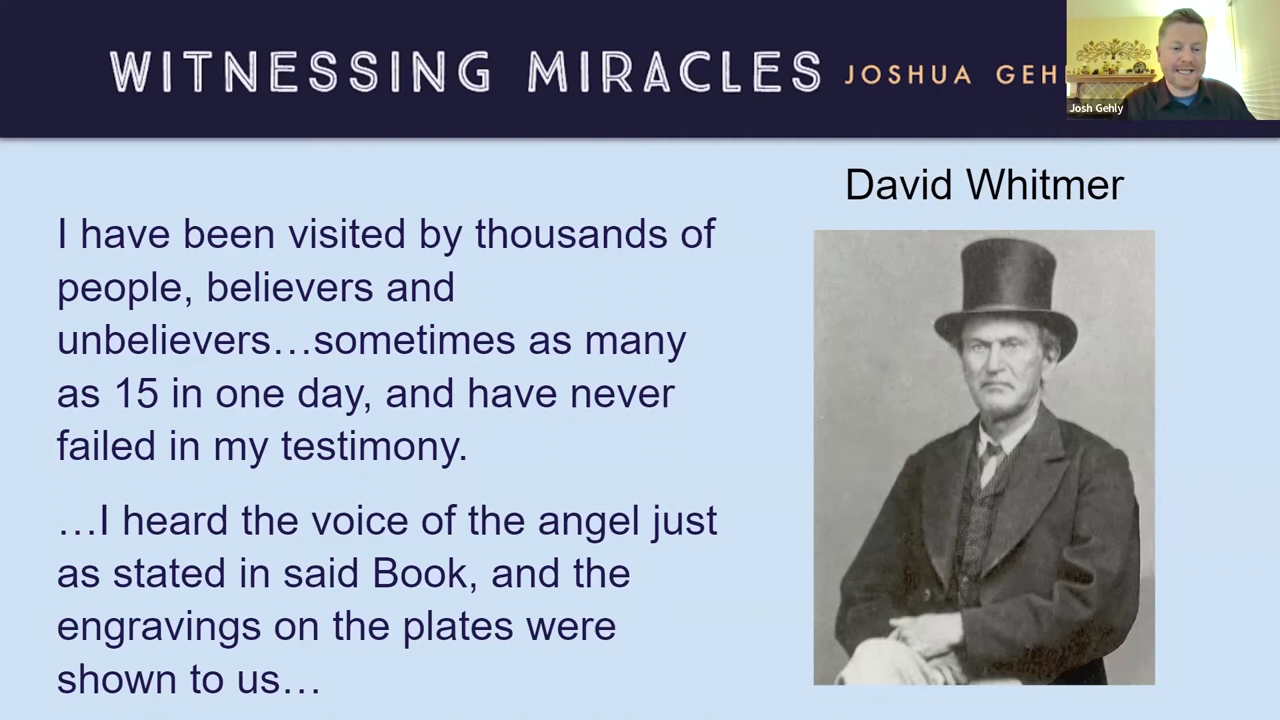 WITNESSING MIRACLES JOSHUA GEH
Josh Gehly
David Whitmer
I have been visited by thousands of
people, believers and
unbelievers…sometimes as many
as 15 in one day, and have never
failed in my testimony.
…I heard the voice of the angel just
as stated in said Book, and the
engravings on the plates were
shown to us…